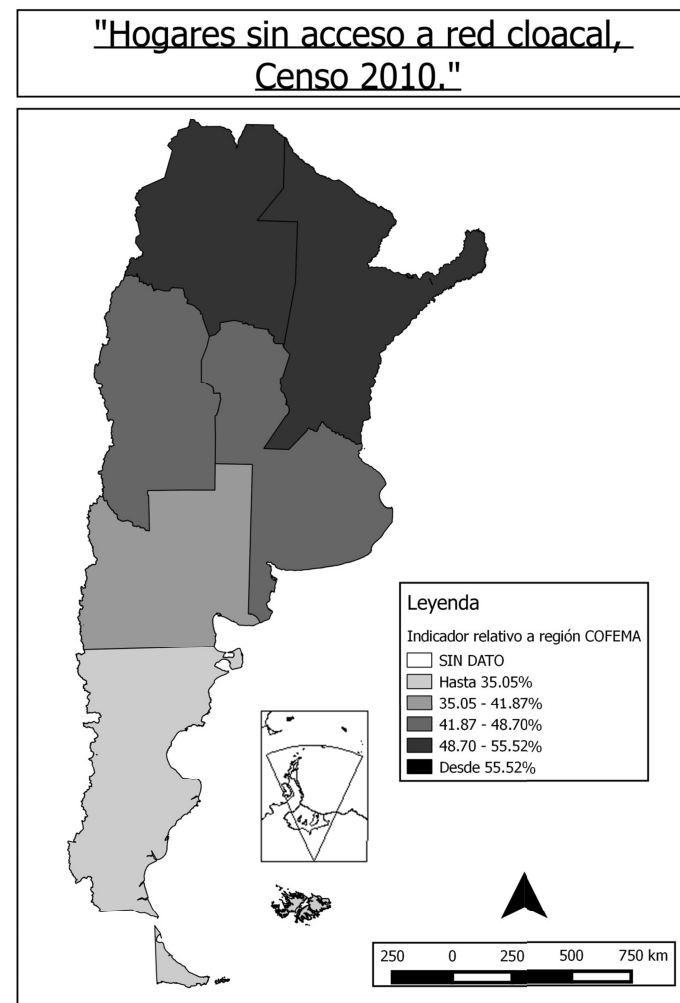 "Hogares sin acceso a red cloacal,
Censo 2010."
Leyenda
Indicador relativo a región COFEMA
SIN DATO
Hasta 35.05%
35.05 - 41.87%
41.87 - 48.70%
48.70 - 55.52%
Desde 55.52%
250 0 250 500 750 km